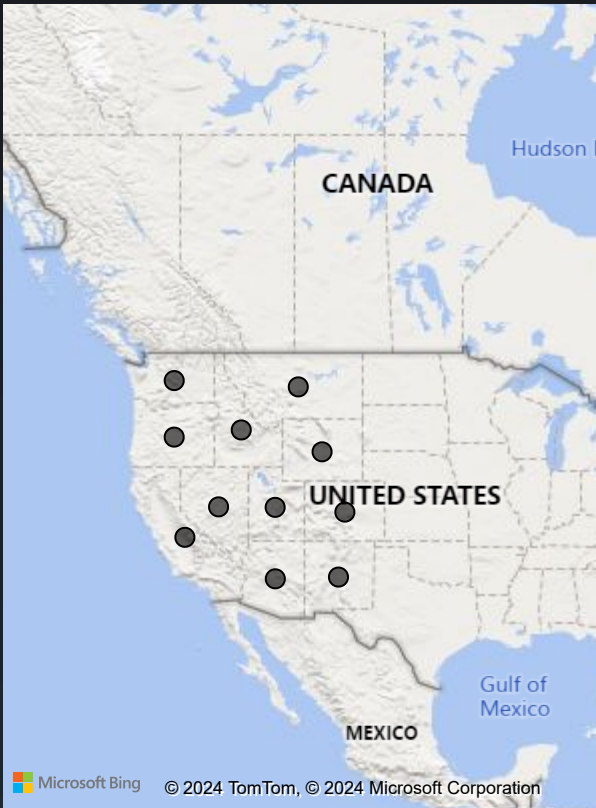 Hudson
CANADA
UNITED STATES
Gulf of
Mexico
MEXICO
Microsoft Bing
© 2024 TomTom, © 2024 Microsoft Corporation